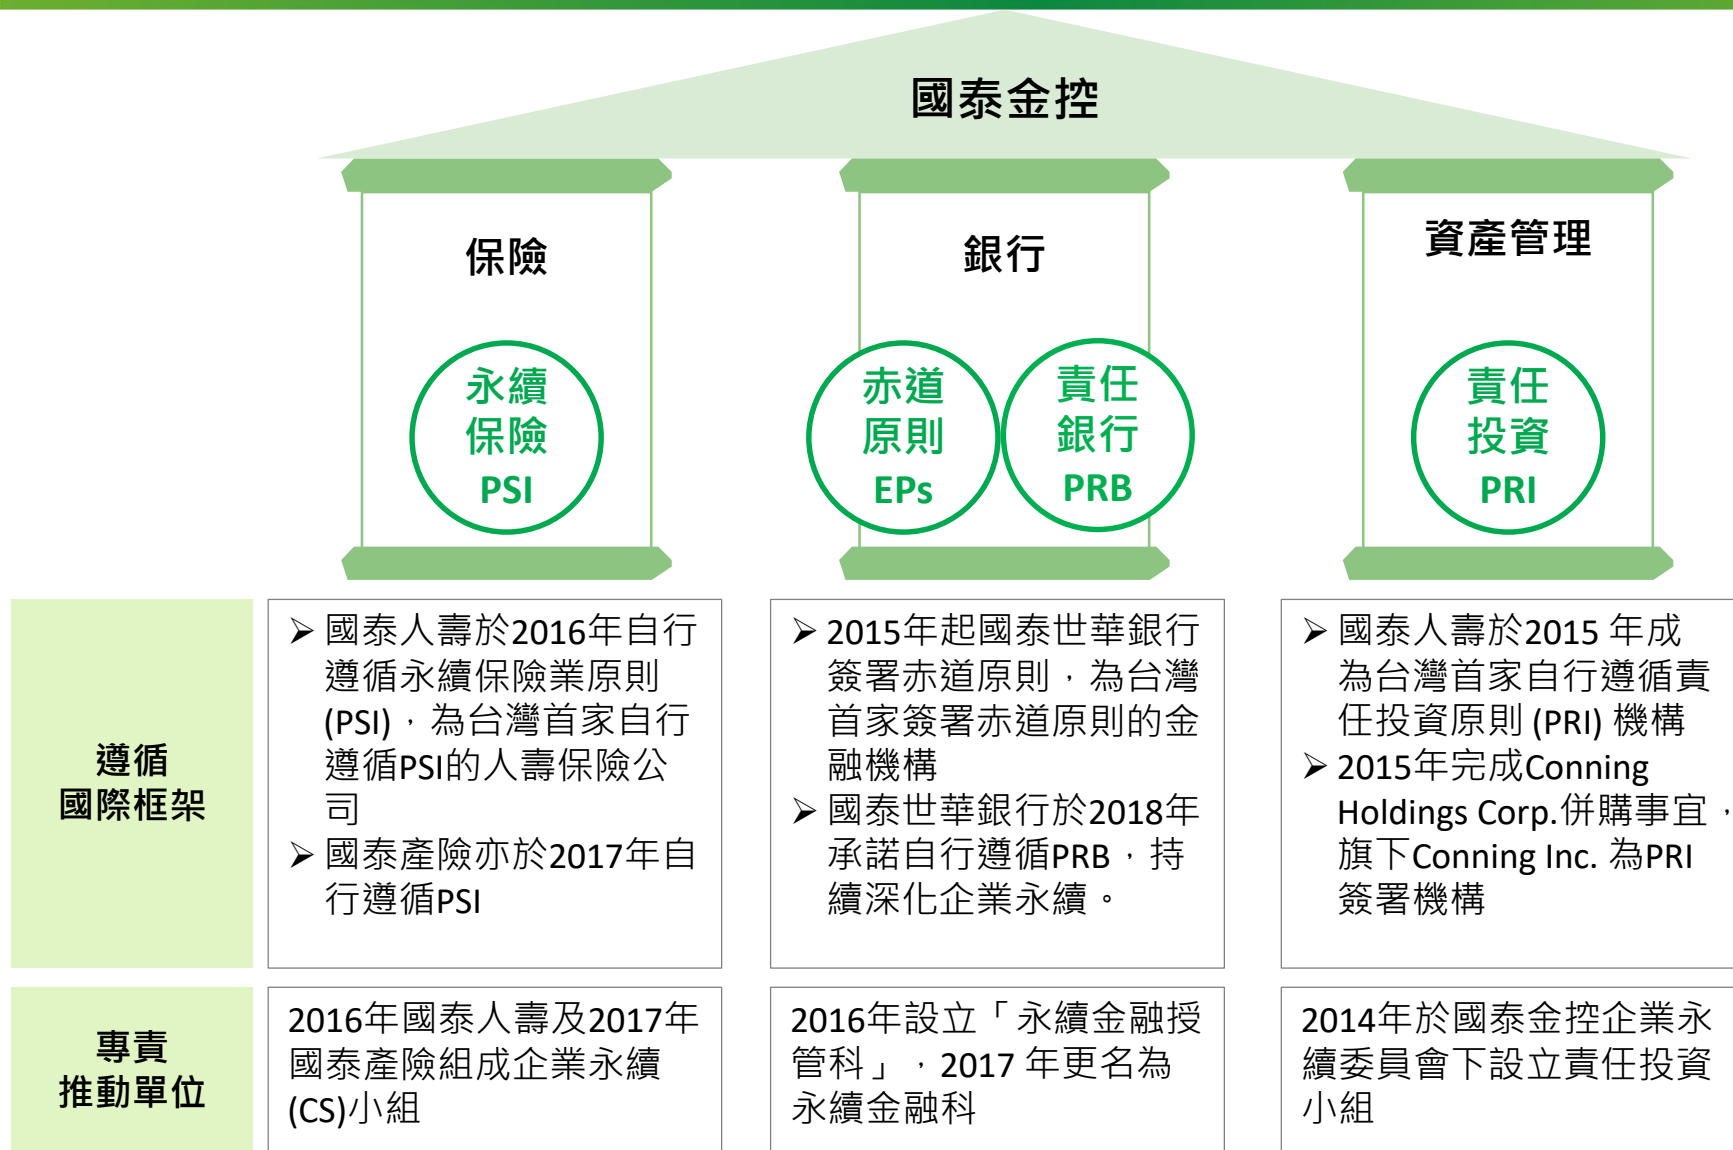 國泰金控
保險
銀行
資產管理
永續
保險
PSI
赤道
原則
EPs
責任
銀行
PRB
責任
投資
PRI
遵循
國際框架
➢ 國泰人壽於2016年自行
遵循永續保險業原則
(PSI)，為台灣首家自行
遵循PSI的人壽保險公
司
➢ 國泰產險亦於2017年自
行遵循PSI
➢ 2015年起國泰世華銀行
簽署赤道原則，為台灣
首家簽署赤道原則的金
融機構
➢ 國泰世華銀行於2018年
承諾自行遵循PRB，持
續深化企業永續。
➢ 國泰人壽於2015 年成
為台灣首家自行遵循責
任投資原則 (PRI) 機構
➢ 2015年完成Conning
Holdings Corp.併購事宜，
旗下Conning Inc. 為PRI
簽署機構
專責
推動單位
2016年國泰人壽及2017年
國泰產險組成企業永續
(CS)小組
2016年設立「永續金融授
管科」，2017 年更名為
永續金融科
2014年於國泰金控企業永
續委員會下設立責任投資
小組